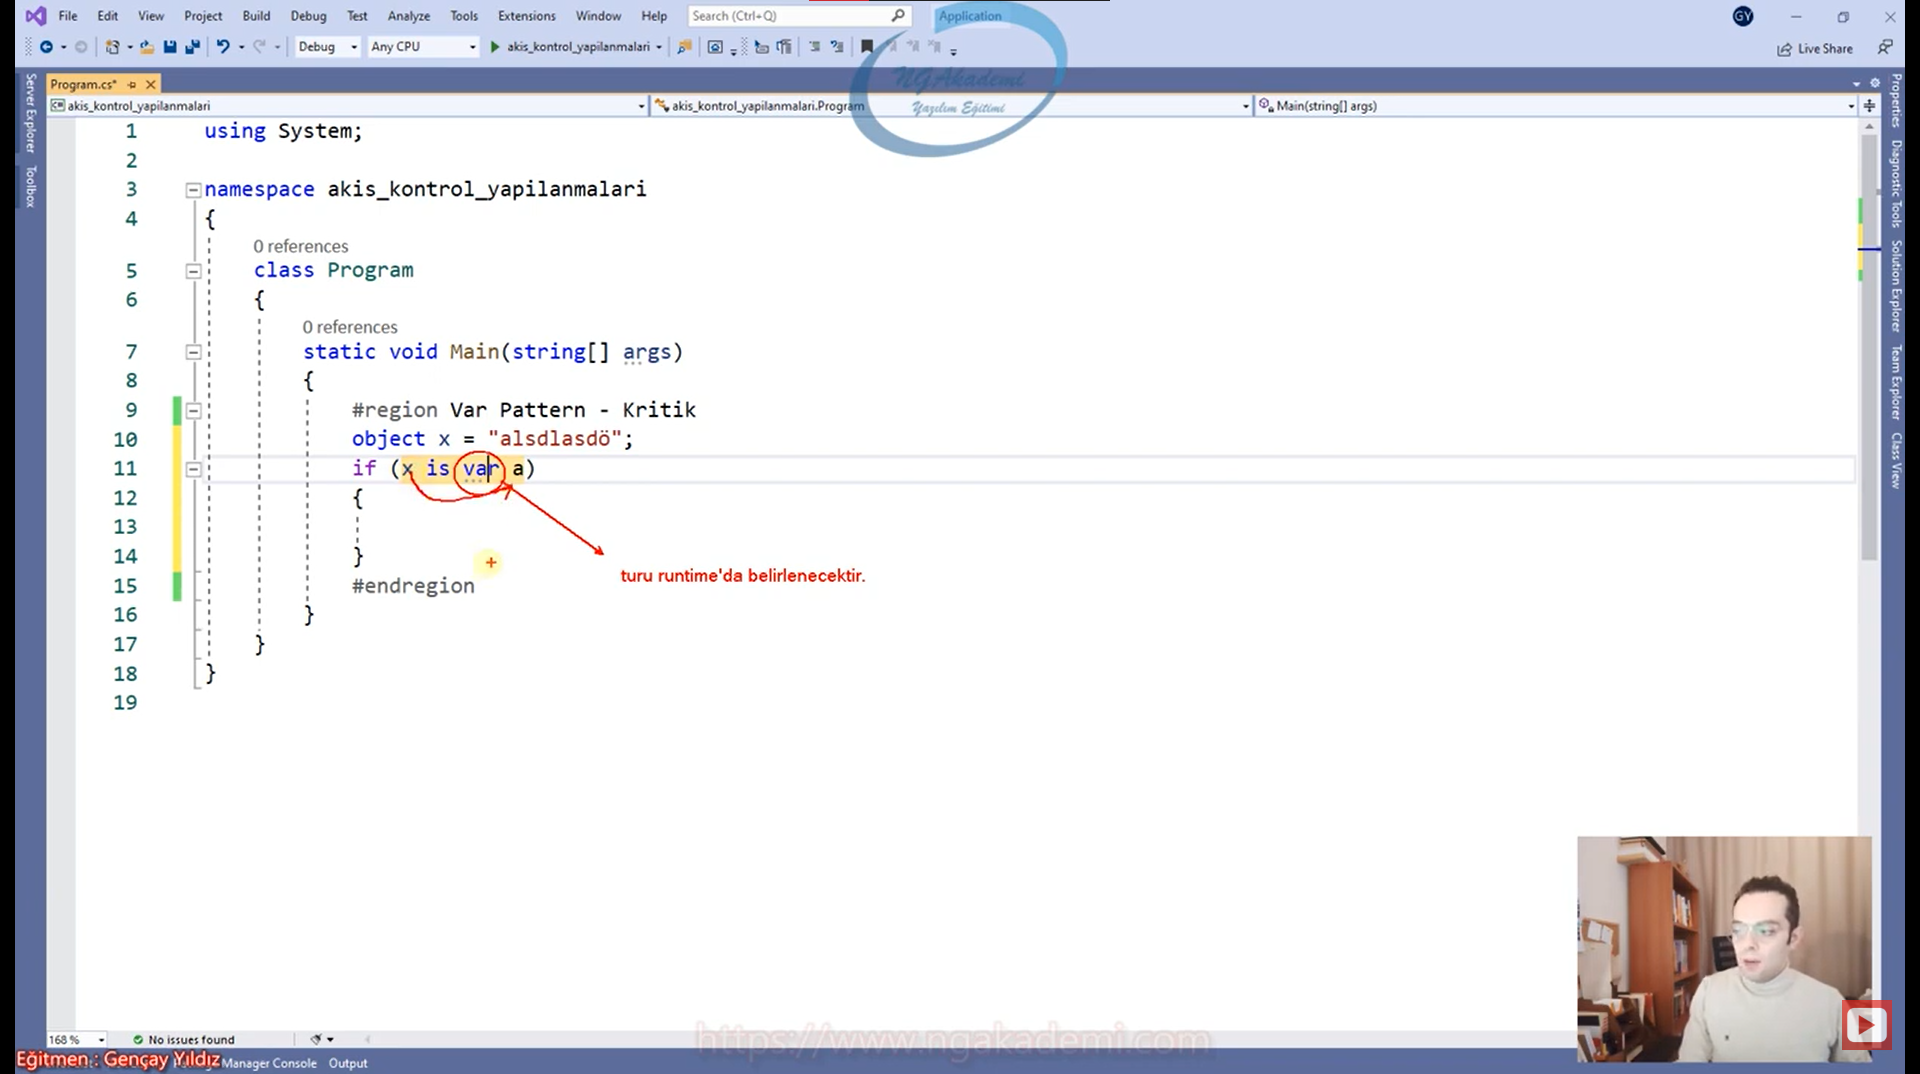 File Edit View Project Build Debug Test Analyze Tools Extensions Window Help Search (Ctrl+Q) Application GY
Debug Any CPU akis_kontrol_yapilanmalari Live Share
NGAkademi
Yazılım Eğitimi
Program.cs*
akis_kontrol_yapilanmalari akis_kontrol_yapilanmalari.Program Main(string[] args)
Server Explorer
Toolbox
1 using System;
2
3 namespace akis_kontrol_yapilanmalari
4 {
0 references
5 class Program
6 {
0 references
7 static void Main(string[] args)
8 {
9 #region Var Pattern - Kritik
10 object x = "alsdlasdö";
11 if (x is var a)
12 {
13
14 }
turu runtime'da belirlenecektir.
15 #endregion
16 }
17 }
18 }
19
Properties
Diagnostic Tools
Solution Explorer
Team Explorer
Class View
168 % No issues found
https://www.ngakademi.com
Eğitmen : Gençay Yıldız Manager Console Output